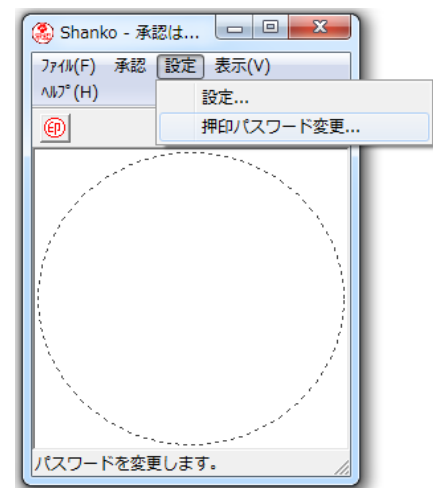 Shanko - 承認は...
ﾌｧｲﾙ(F) 承認 設定 表示(V)
ﾍﾙﾌﾟ(H)
設定...
押印パスワード変更...
印
パスワードを変更します。